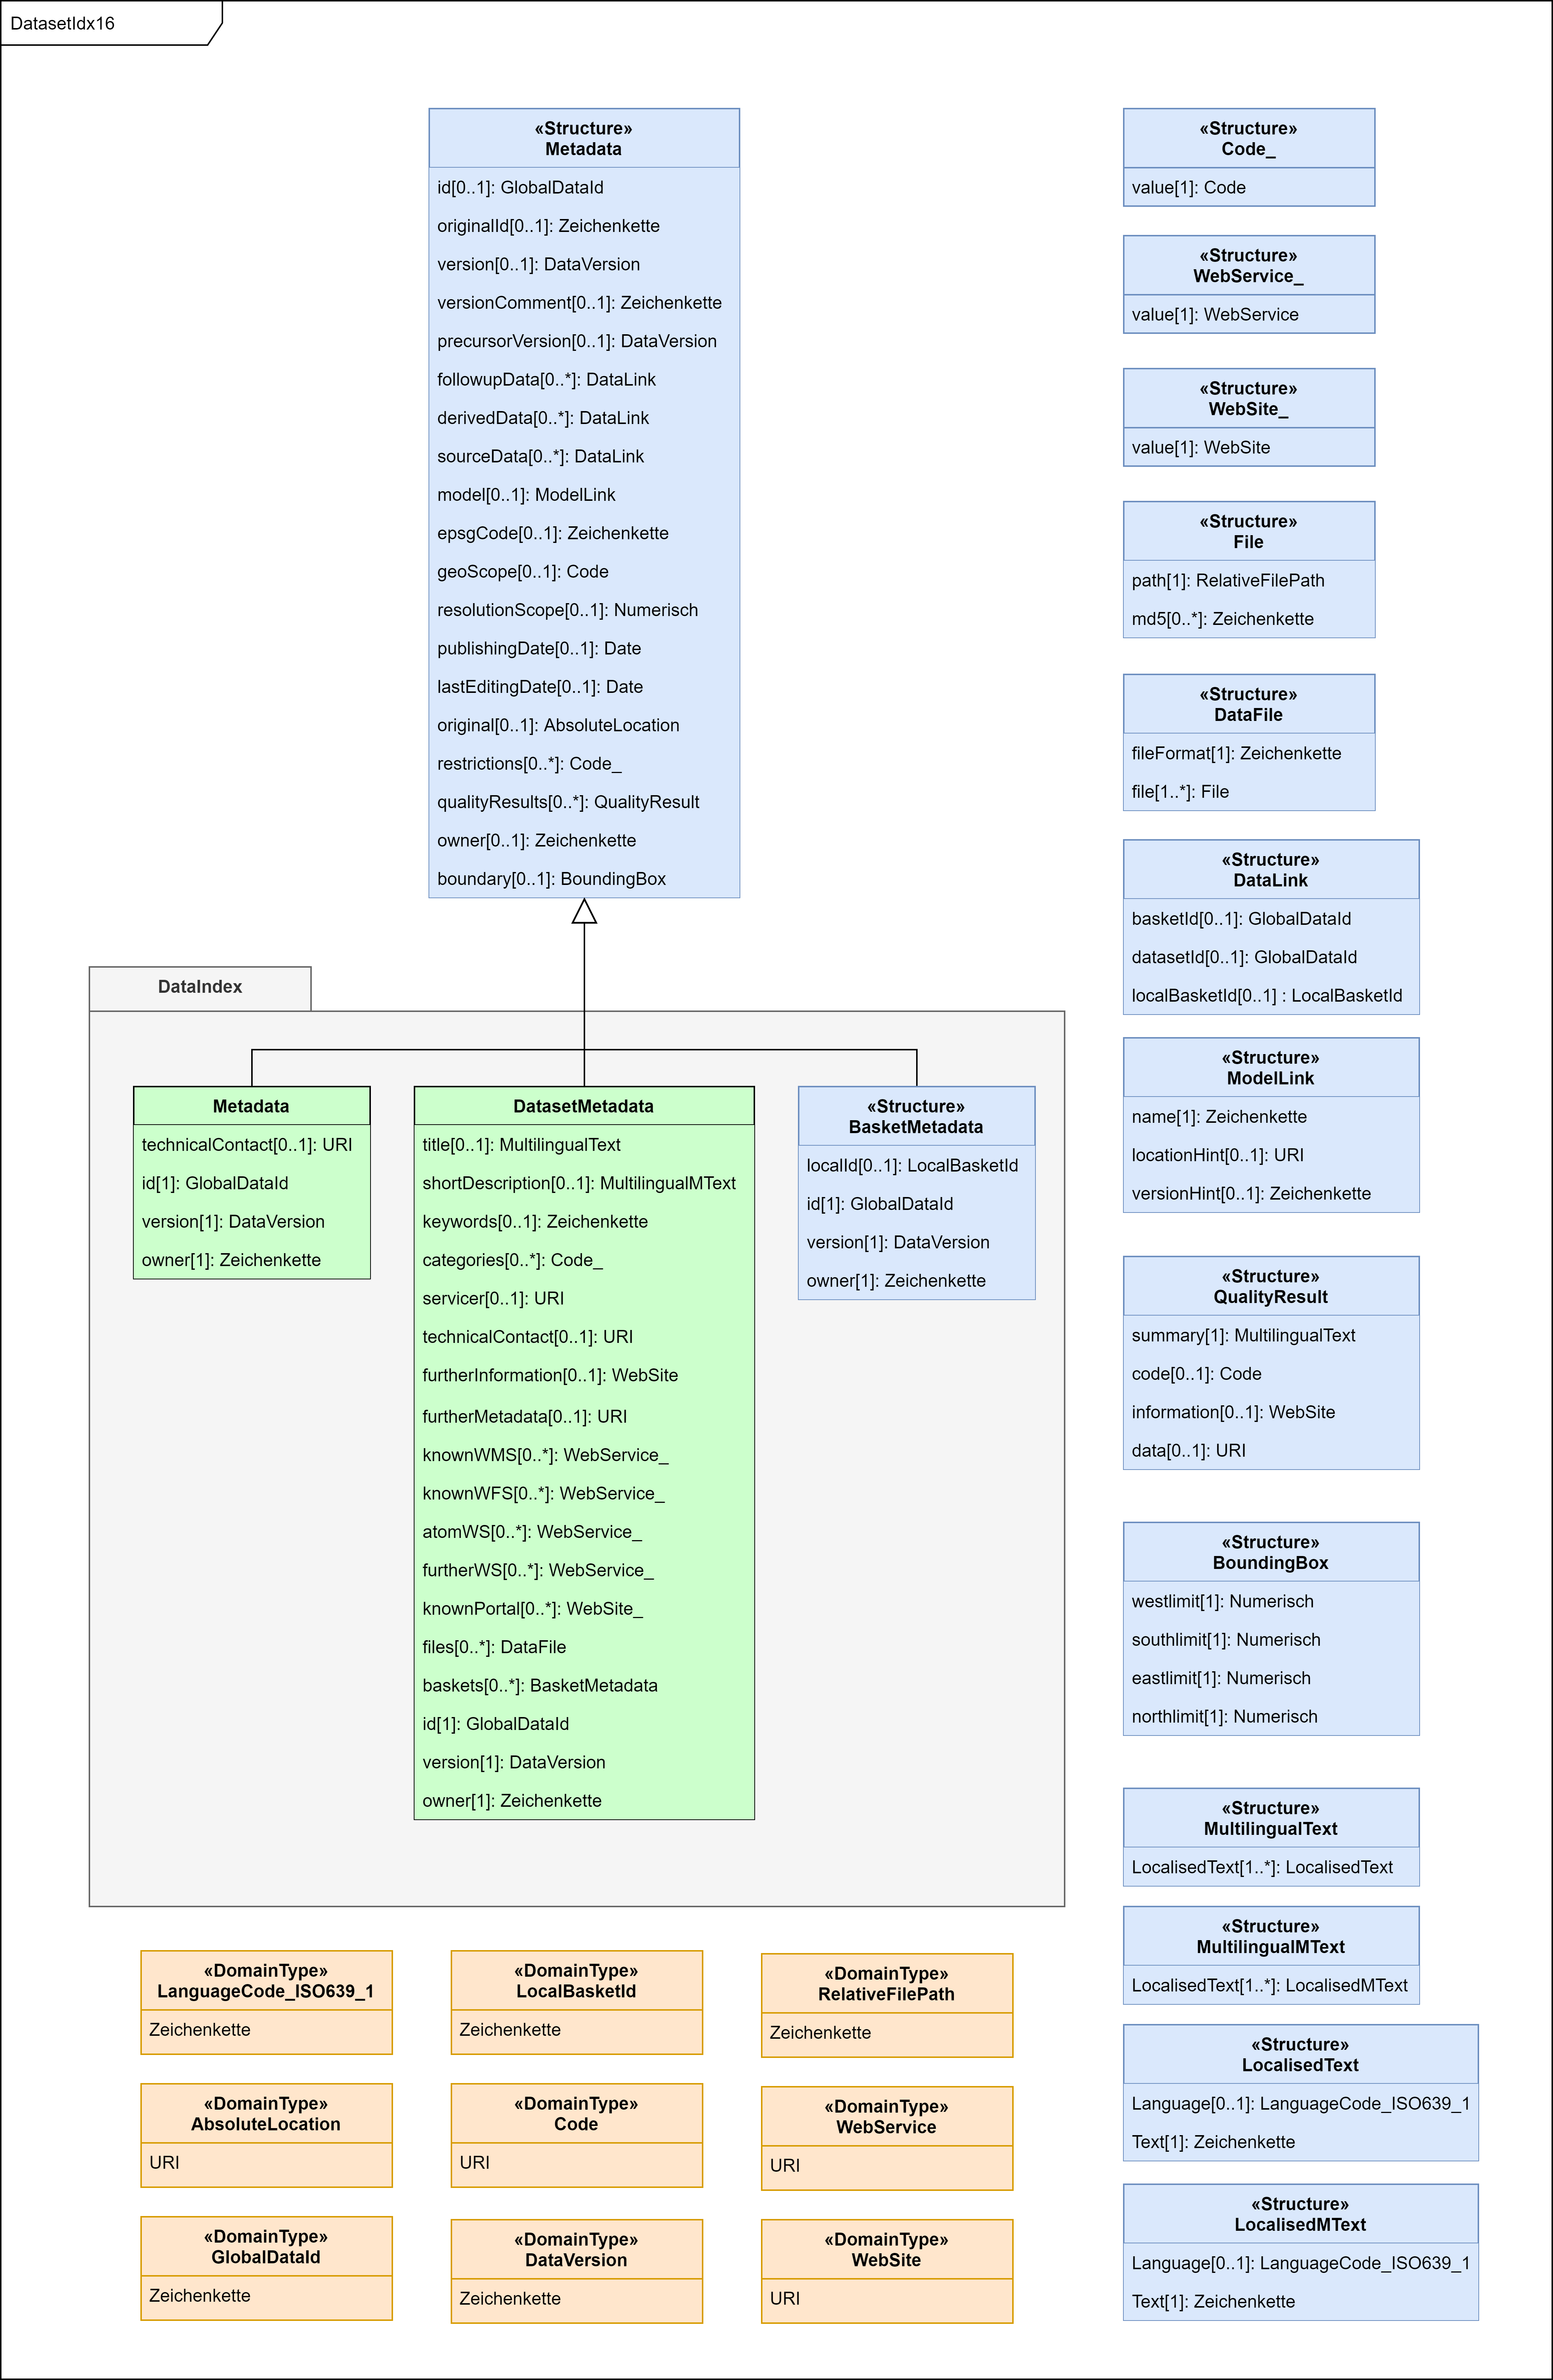 DatasetIdx16
«Structure»
Metadata
id[0..1]: GlobalDataId
originalId[0..1]: Zeichenkette
version[0..1]: DataVersion
versionComment[0..1]: Zeichenkette
precursorVersion[0..1]: DataVersion
followupData[0..*]: DataLink
derivedData[0..*]: DataLink
sourceData[0..*]: DataLink
model[0..1]: ModelLink
epsgCode[0..1]: Zeichenkette
geoScope[0..1]: Code
resolutionScope[0..1]: Numerisch
publishingDate[0..1]: Date
lastEditingDate[0..1]: Date
original[0..1]: AbsoluteLocation
restrictions[0..*]: Code_
qualityResults[0..*]: QualityResult
owner[0..1]: Zeichenkette
boundary[0..1]: BoundingBox
DataIndex
Metadata
technicalContact[0..1]: URI
id[1]: GlobalDataId
version[1]: DataVersion
owner[1]: Zeichenkette
DatasetMetadata
title[0..1]: MultilingualText
shortDescription[0..1]: MultilingualMText
keywords[0..1]: Zeichenkette
categories[0..*]: Code_
servicer[0..1]: URI
technicalContact[0..1]: URI
furtherInformation[0..1]: WebSite
furtherMetadata[0..1]: URI
knownWMS[0..*]: WebService_
knownWFS[0..*]: WebService_
atomWS[0..*]: WebService_
furtherWS[0..*]: WebService_
knownPortal[0..*]: WebSite_
files[0..*]: DataFile
baskets[0..*]: BasketMetadata
id[1]: GlobalDataId
version[1]: DataVersion
owner[1]: Zeichenkette
«Structure»
BasketMetadata
localId[0..1]: LocalBasketId
id[1]: GlobalDataId
version[1]: DataVersion
owner[1]: Zeichenkette
«DomainType»
LanguageCode_ISO639_1
Zeichenkette
«DomainType»
LocalBasketId
Zeichenkette
«DomainType»
RelativeFilePath
Zeichenkette
«DomainType»
AbsoluteLocation
URI
«DomainType»
Code
URI
«DomainType»
WebService
URI
«DomainType»
GlobalDataId
Zeichenkette
«DomainType»
DataVersion
Zeichenkette
«DomainType»
WebSite
URI
«Structure»
Code_
value[1]: Code
«Structure»
WebService_
value[1]: WebService
«Structure»
WebSite_
value[1]: WebSite
«Structure»
File
path[1]: RelativeFilePath
md5[0..*]: Zeichenkette
«Structure»
DataFile
fileFormat[1]: Zeichenkette
file[1..*]: File
«Structure»
DataLink
basketId[0..1]: GlobalDataId
datasetId[0..1]: GlobalDataId
localBasketId[0..1] : LocalBasketId
«Structure»
ModelLink
name[1]: Zeichenkette
locationHint[0..1]: URI
versionHint[0..1]: Zeichenkette
«Structure»
QualityResult
summary[1]: MultilingualText
code[0..1]: Code
information[0..1]: WebSite
data[0..1]: URI
«Structure»
BoundingBox
westlimit[1]: Numerisch
southlimit[1]: Numerisch
eastlimit[1]: Numerisch
northlimit[1]: Numerisch
«Structure»
MultilingualText
LocalisedText[1..*]: LocalisedText
«Structure»
MultilingualMText
LocalisedText[1..*]: LocalisedMText
«Structure»
LocalisedText
Language[0..1]: LanguageCode_ISO639_1
Text[1]: Zeichenkette
«Structure»
LocalisedMText
Language[0..1]: LanguageCode_ISO639_1
Text[1]: Zeichenkette